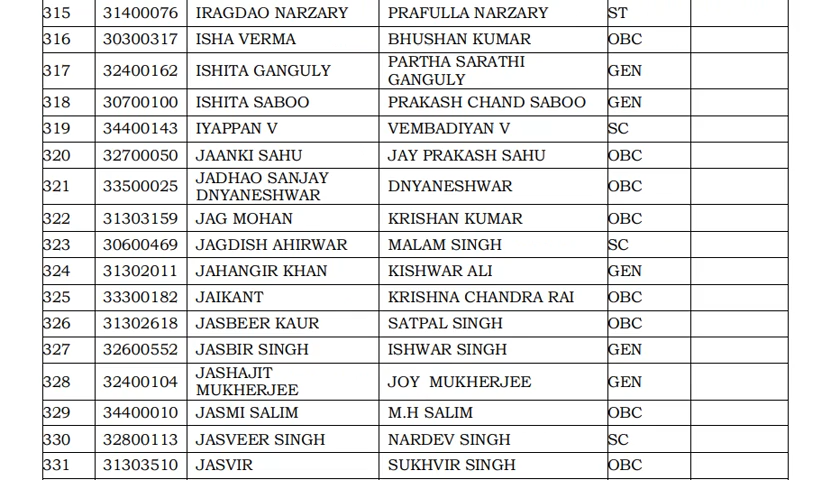 315 31400076 IRAGDAO NARZARY PRAFULLA NARZARY ST
316 30300317 ISHA VERMA BHUSHAN KUMAR OBC
317 32400162 ISHITA GANGULY PARTHA SARATHI GANGULY GEN
318 30700100 ISHITA SABOO PRAKASH CHAND SABOO GEN
319 34400143 IYAPPAN V VEMBADIYAN V SC
320 32700050 JAANKI SAHU JAY PRAKASH SAHU OBC
321 33500025 JADHAO SANJAY DNYANESHWAR DNYANESHWAR OBC
322 31303159 JAG MOHAN KRISHAN KUMAR OBC
323 30600469 JAGDISH AHIRWAR MALAM SINGH SC
324 31302011 JAHANGIR KHAN KISHWAR ALI GEN
325 33300182 JAIKANT KRISHNA CHANDRA RAI OBC
326 31302618 JASBEER KAUR SATPAL SINGH OBC
327 32600552 JASBIR SINGH ISHWAR SINGH GEN
328 32400104 JASHAJIT MUKHERJEE JOY MUKHERJEE GEN
329 34400010 JASMI SALIM M.H SALIM OBC
330 32800113 JASVEER SINGH NARDEV SINGH SC
331 31303510 JASVIR SUKHVIR SINGH OBC